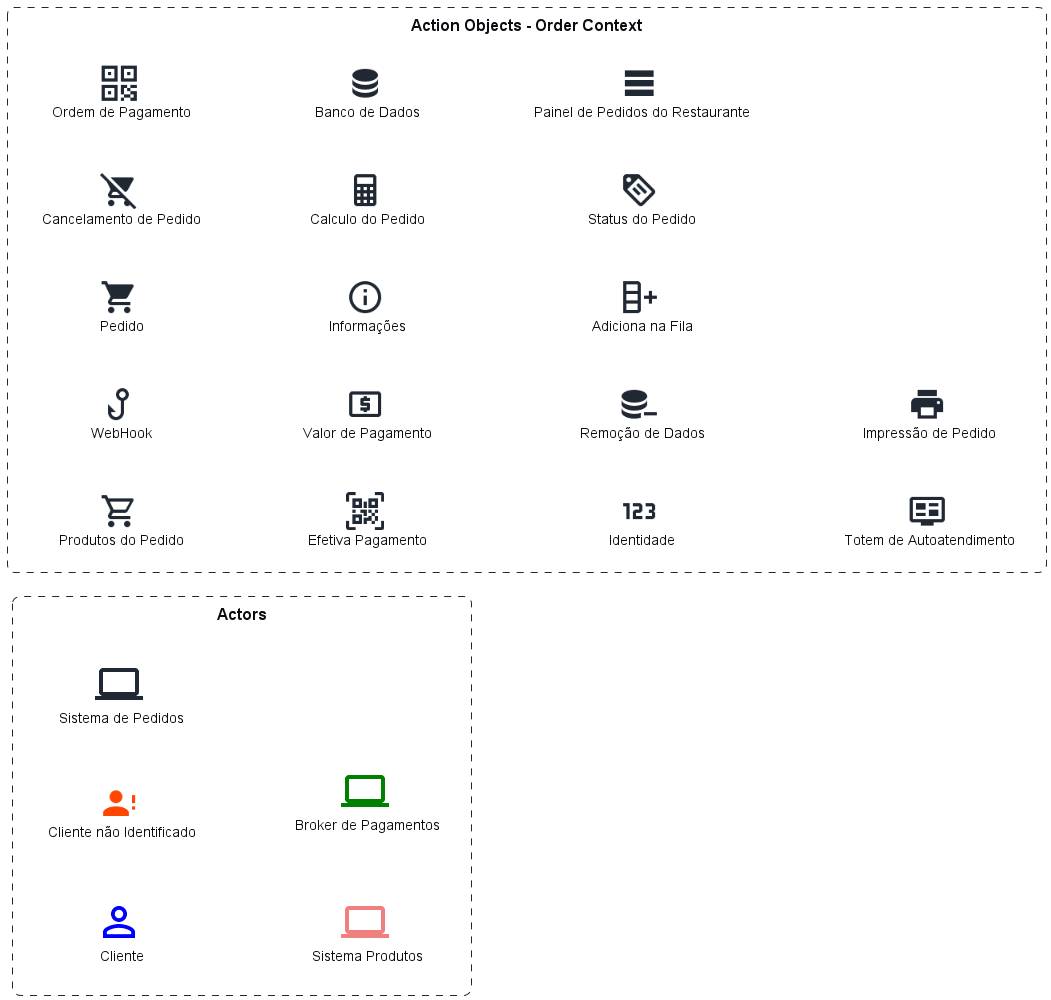 Action Objects - Order Context
Ordem de Pagamento
Banco de Dados
Painel de Pedidos do Restaurante
Cancelamento de Pedido
Calculo do Pedido
Status do Pedido
Pedido
Informações
Adiciona na Fila
WebHook
Valor de Pagamento
Remoção de Dados
Impressão de Pedido
Produtos do Pedido
Efetiva Pagamento
123
Identidade
Totem de Autoatendimento
Actors
Sistema de Pedidos
Cliente não Identificado
Broker de Pagamentos
Cliente
Sistema Produtos